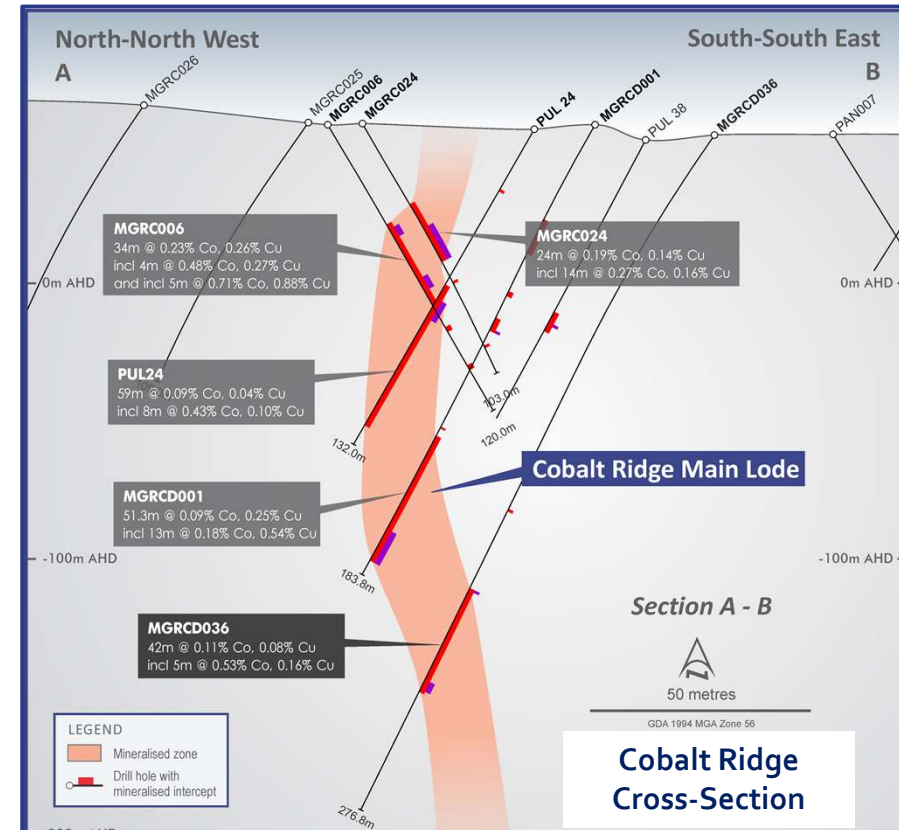 North-North West
A
South-South East
B
MGRC026
MGRC025
MGRC006
MGRC024
PUL 24
MGRCD001
PUL 38
MGRCD036
PAN007
MGRC006
34m @ 0.23% Co, 0.26% Cu
incl 4m @ 0.48% Co, 0.27% Cu
and incl 5m @ 0.71% Co, 0.88% Cu
MGRC024
24m @ 0.19% Co, 0.14% Cu
incl 14m @ 0.27% Co, 0.16% Cu
0m AHD
0m AHD
PUL24
59m @ 0.09% Co, 0.04% Cu
incl 8m @ 0.43% Co, 0.10% Cu
103.0m
120.0m
132.0m
Cobalt Ridge Main Lode
MGRCD001
51.3m @ 0.09% Co, 0.25% Cu
incl 13m @ 0.18% Co, 0.54% Cu
-100m AHD
-100m AHD
183.8m
MGRCD036
42m @ 0.11% Co, 0.08% Cu
incl 5m @ 0.53% Co, 0.16% Cu
Section A - B
N
50 metres
GDA 1994 MGA Zone 56
LEGEND
Mineralised zone
Drill hole with
mineralised intercept
276.8m
Cobalt Ridge
Cross-Section